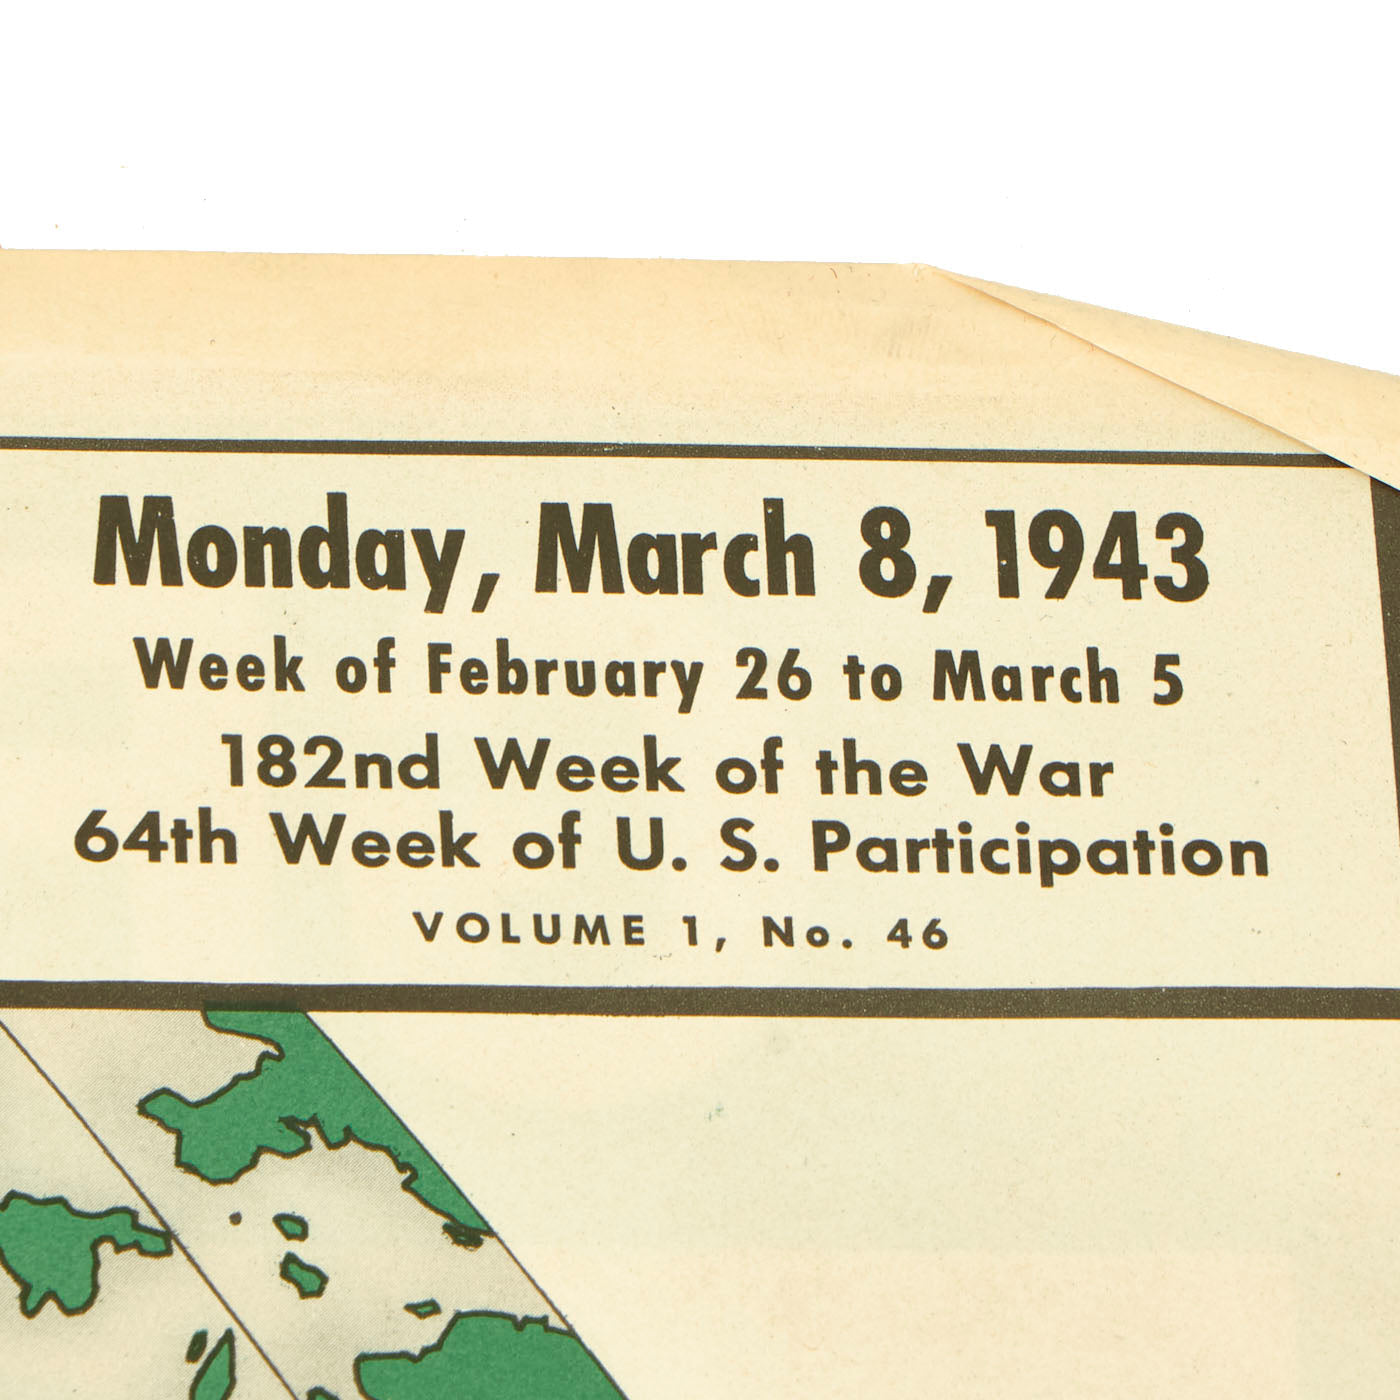 Monday, March 8, 1943
Week of February 26 to March 5
182nd Week of the War
64th Week of U. S. Participation
VOLUME 1, No. 46